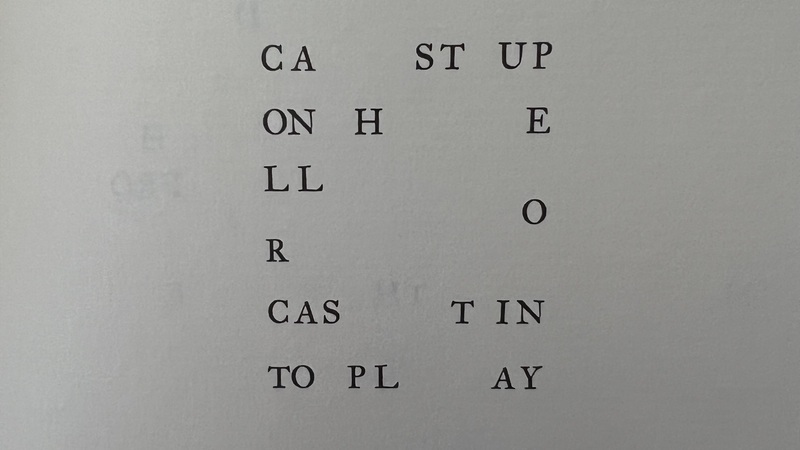 CA ST UP
ON H E
LL
O
R
CAS T IN
TO PL AY